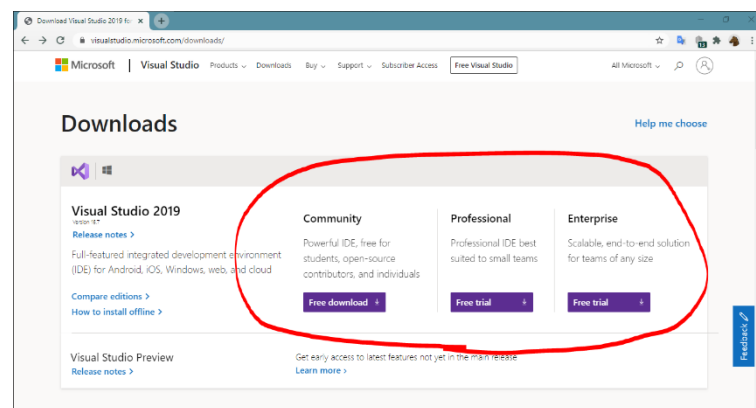 Download Visual Studio 2019 for
visualstudio.microsoft.com/downloads/
13
Microsoft Visual Studio Products Downloads Buy Support Subscriber Access Free Visual Studio All Microsoft
Downloads
Help me choose
Visual Studio 2019
Version 16.7
Release notes >
Full-featured integrated development environment
(IDE) for Android, iOS, Windows, web, and cloud
Compare editions >
How to install offline >
Community
Powerful IDE, free for
students, open-source
contributors, and individuals
Free download
Professional
Professional IDE best
suited to small teams
Free trial
Enterprise
Scalable, end-to-end solution
for teams of any size
Free trial
Feedback
Visual Studio Preview
Release notes >
Get early access to latest features not yet in the main release
Learn more >